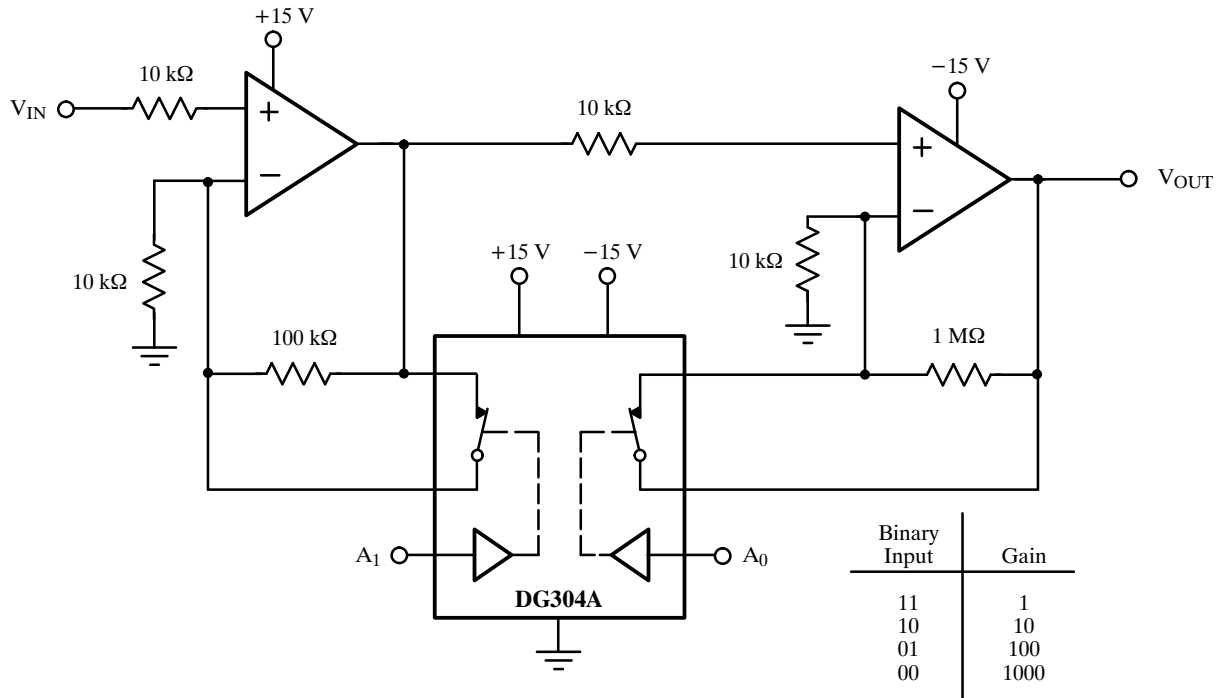 +15 V
10 kΩ
V_IN
+
−
10 kΩ
−15 V
+
−
V_OUT
10 kΩ
+15 V
−15 V
10 kΩ
100 kΩ
1 MΩ
A_1
A_0
DG304A
Binary Input Gain
11 1
10 10
01 100
00 1000